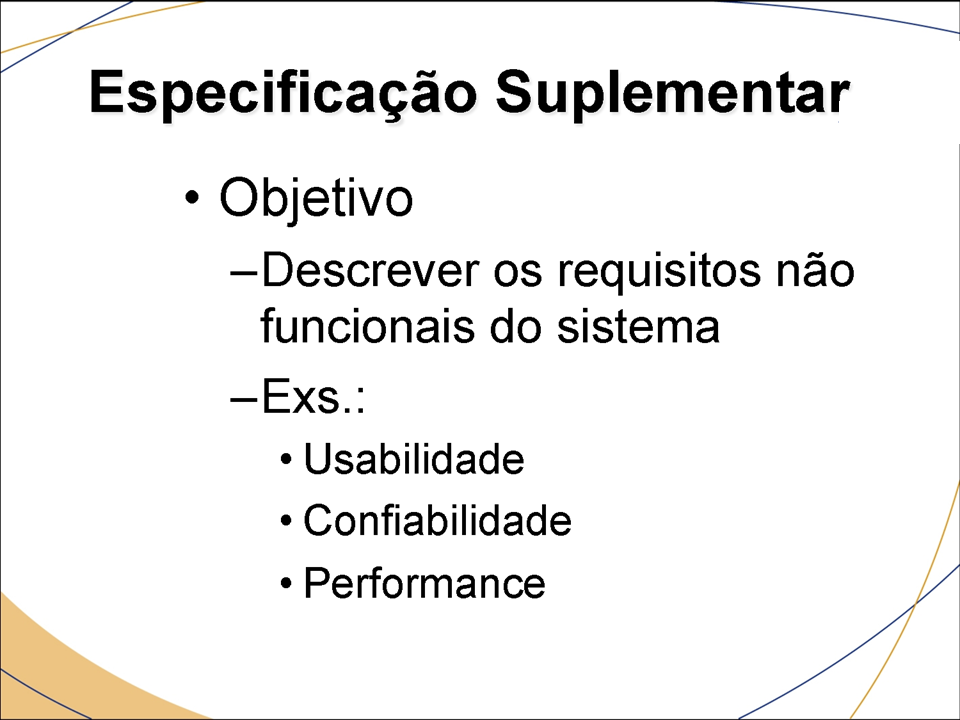 Especificação Suplementar
• Objetivo
–Descrever os requisitos não
funcionais do sistema
–Exs.:
• Usabilidade
• Confiabilidade
• Performance